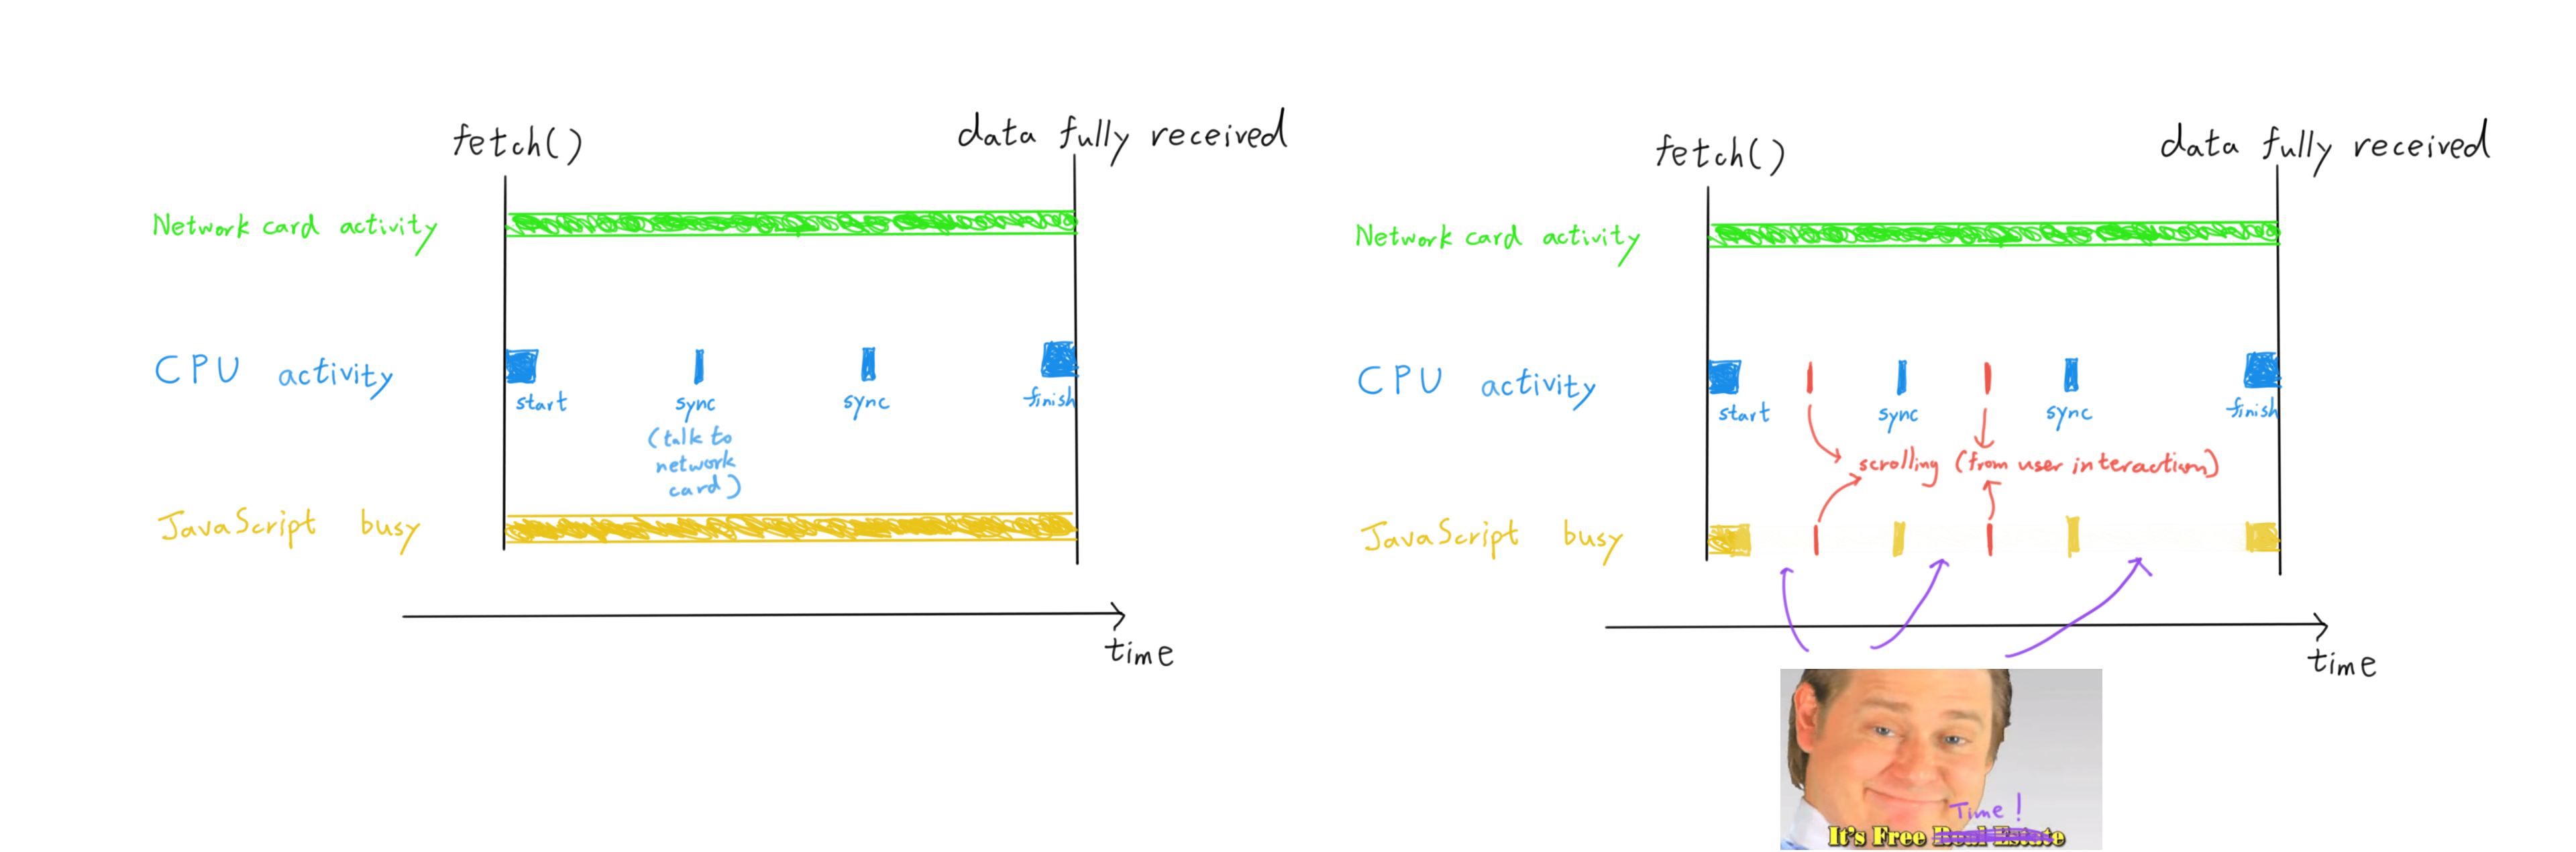 fetch()
data fully received
Network card activity
CPU activity
start
sync
(talk to
network
card)
sync
finish
JavaScript busy
time
fetch()
data fully received
Network card activity
CPU activity
start
sync
sync
finish
scrolling (from user interaction)
JavaScript busy
time
Time!
It's Free Real Estate